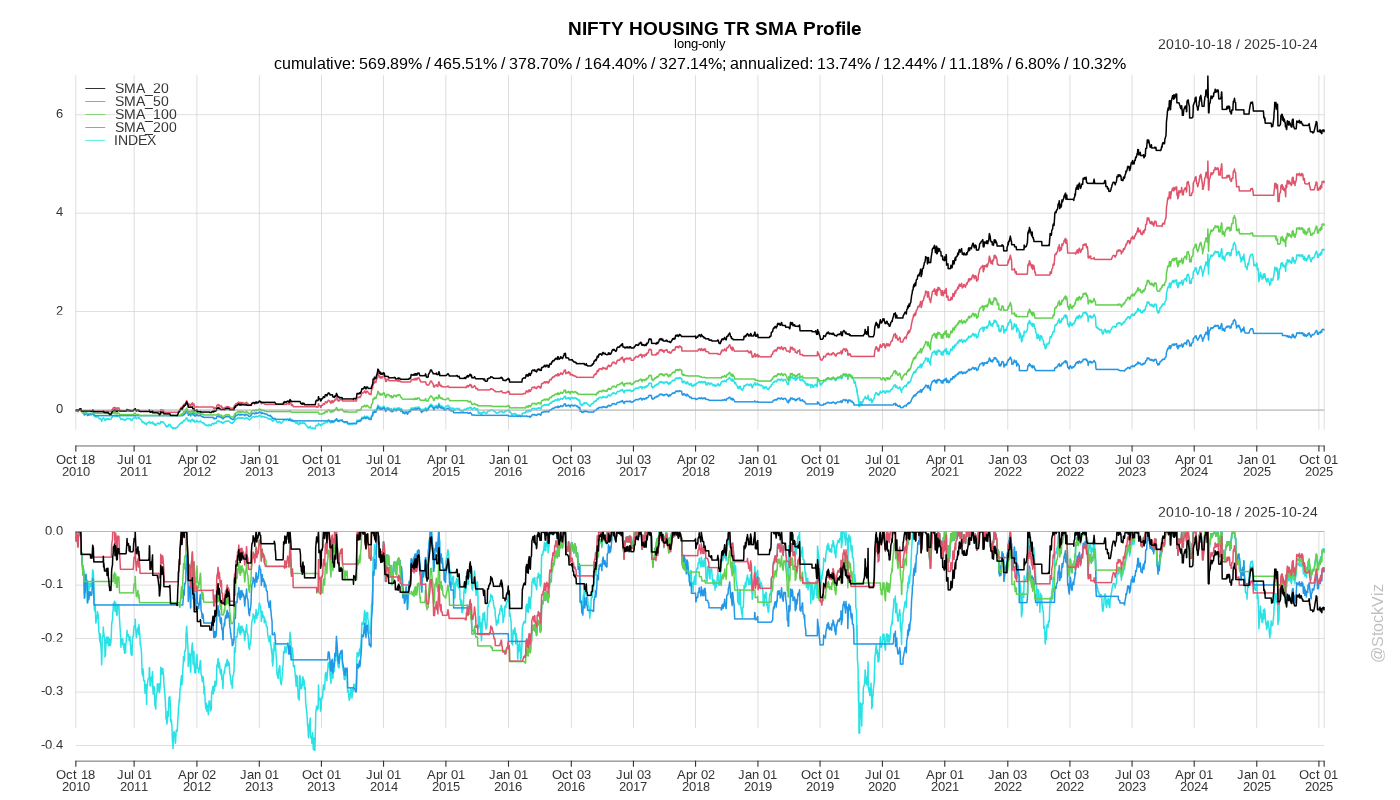 NIFTY HOUSING TR SMA Profile
long-only
2010-10-18 / 2025-10-24
cumulative: 569.89% / 465.51% / 378.70% / 164.40% / 327.14%; annualized: 13.74% / 12.44% / 11.18% / 6.80% / 10.32%
SMA_20
SMA_50
SMA_100
SMA_200
INDEX
6
4
2
0
Oct 18 Jul 01 Apr 02 Jan 01 Oct 01 Jul 01 Apr 01 Jan 01 Oct 03 Jul 03 Apr 02 Jan 01 Oct 01 Jul 01 Apr 01 Jan 03 Oct 03 Jul 03 Apr 01 Jan 01 Oct 01
2010 2011 2012 2013 2013 2014 2015 2016 2016 2017 2018 2019 2019 2020 2021 2022 2022 2023 2024 2025 2025
2010-10-18 / 2025-10-24
0.0
-0.1
-0.2
-0.3
-0.4
Oct 18 Jul 01 Apr 02 Jan 01 Oct 01 Jul 01 Apr 01 Jan 01 Oct 03 Jul 03 Apr 02 Jan 01 Oct 01 Jul 01 Apr 01 Jan 03 Oct 03 Jul 03 Apr 01 Jan 01 Oct 01
2010 2011 2012 2013 2013 2014 2015 2016 2016 2017 2018 2019 2019 2020 2021 2022 2022 2023 2024 2025 2025
@StockViz